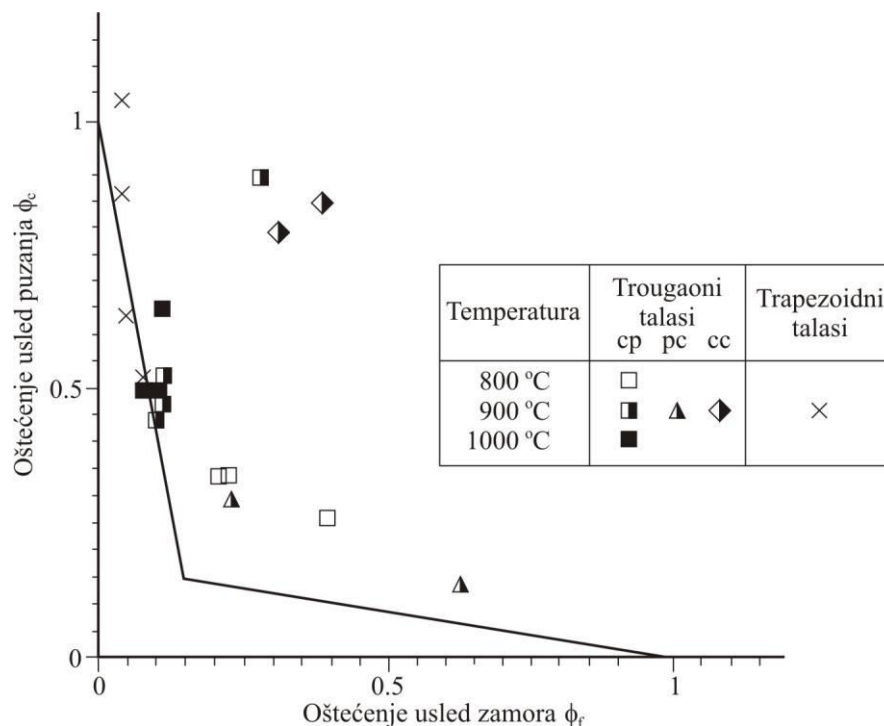 1
0.5
0
Oštećenje usled puzanja ϕc
0
0.5
1
Oštećenje usled zamora ϕf
Temperatura
Trougaoni
talasi
cp pc cc
Trapezoidni
talasi
800 ºC
900 ºC
1000 ºC